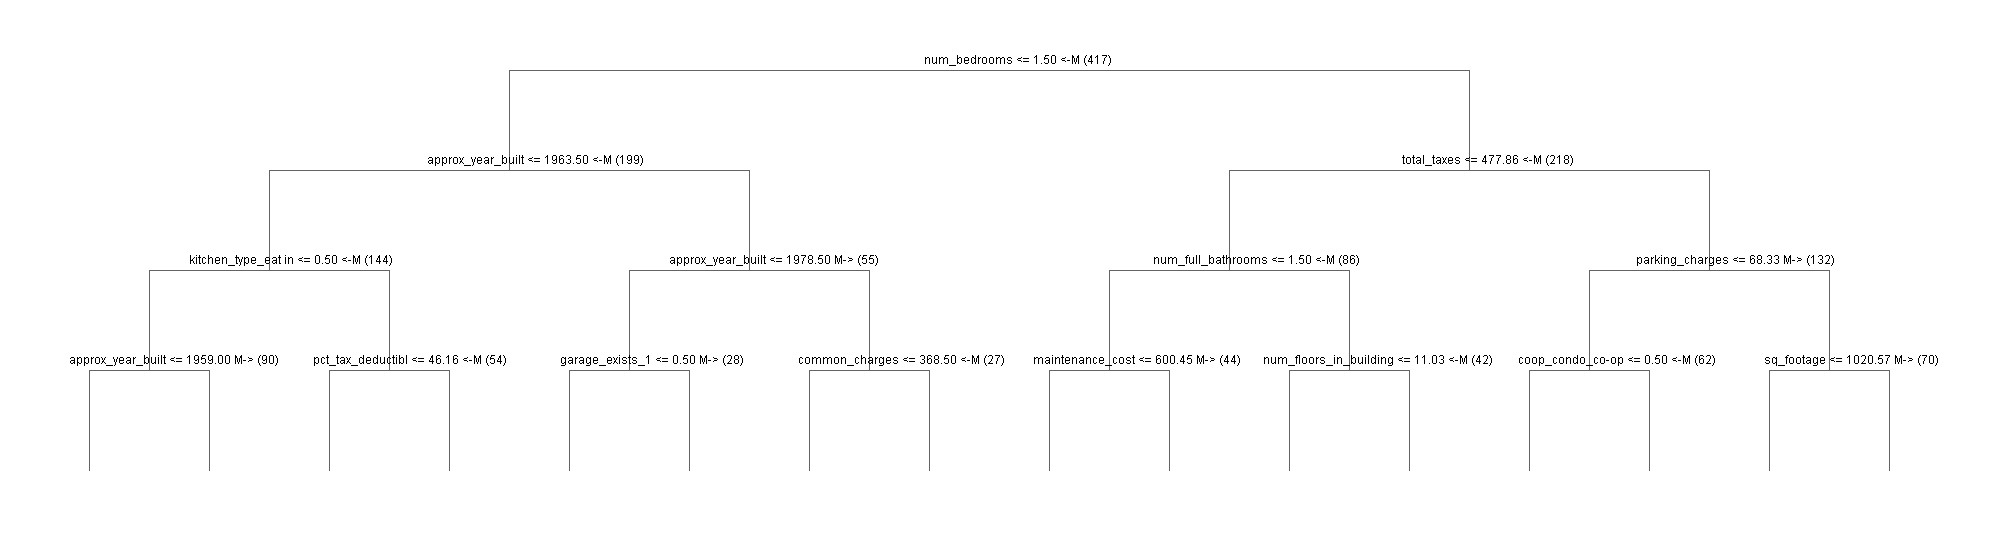 num_bedrooms <= 1.50 <-M (417)
approx_year_built <= 1963.50 <-M (199)
total_taxes <= 477.86 <-M (218)
kitchen_type_eat in <= 0.50 <-M (144)
approx_year_built <= 1978.50 M-> (55)
num_full_bathrooms <= 1.50 <-M (86)
parking_charges <= 68.33 M-> (132)
approx_year_built <= 1959.00 M-> (90)
pct_tax_deductibl <= 46.16 <-M (54)
garage_exists_1 <= 0.50 M-> (28)
common_charges <= 368.50 <-M (27)
maintenance_cost <= 600.45 M-> (44)
num_floors_in_building <= 11.03 <-M (42)
coop_condo_co-op <= 0.50 <-M (62)
sq_footage <= 1020.57 M-> (70)